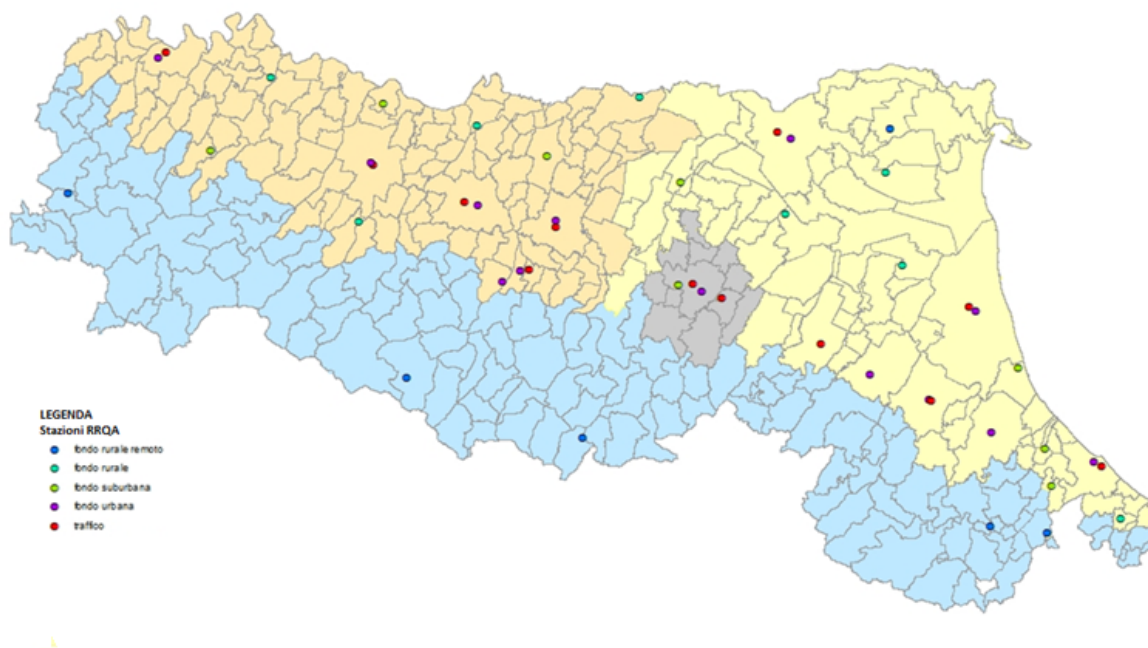 LEGENDA
Stazioni RRQA
fondo rurale remoto
fondo rurale
fondo suburbana
fondo urbana
traffico